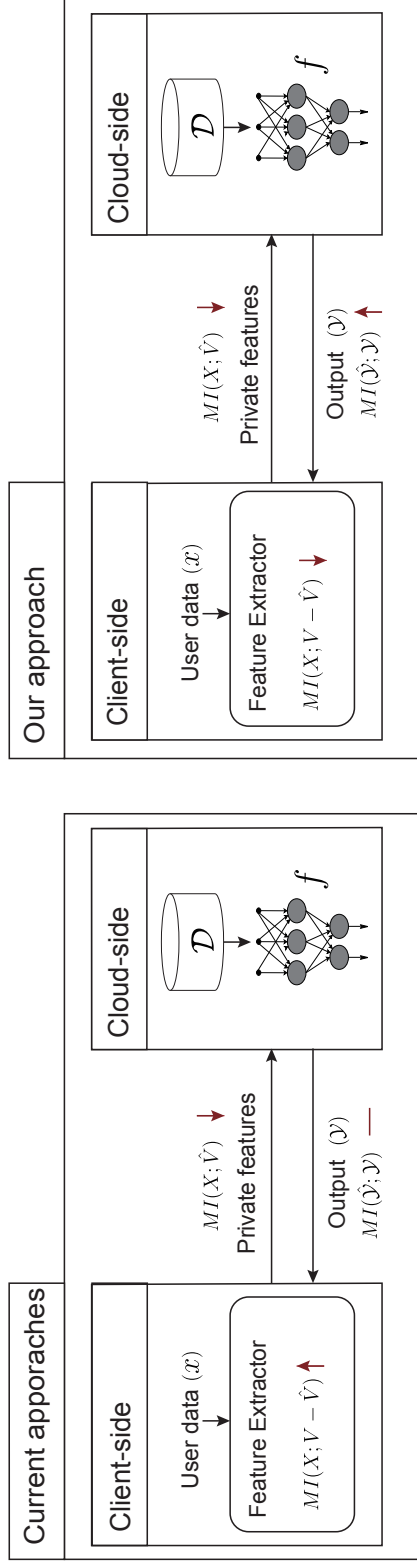 Current apporaches
Client-side
User data (x)
Feature Extractor
MI(X; V − V̂)
MI(X; V̂)
Private features
Output (𝒴)
MI(𝒴̂; 𝒴)
Cloud-side
𝒟
f
Our approach
Client-side
User data (x)
Feature Extractor
MI(X; V − V̂)
MI(X; V̂)
Private features
Output (𝒴)
MI(𝒴̂; 𝒴)
Cloud-side
𝒟
f